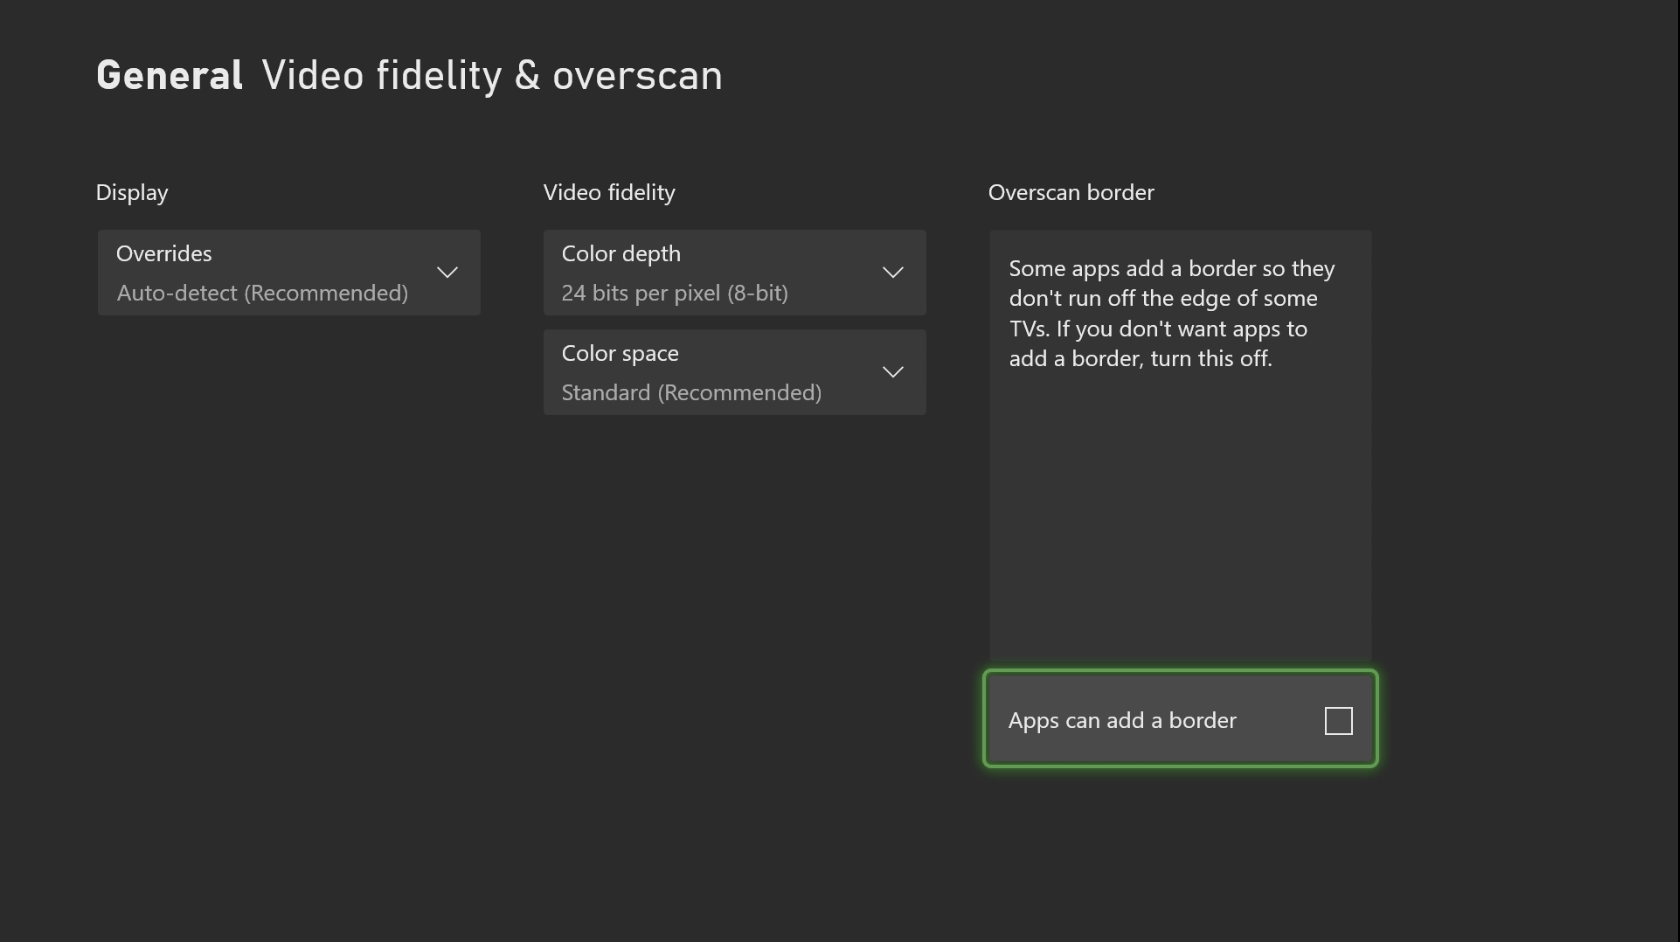 General Video fidelity & overscan
Display
Overrides
Auto-detect (Recommended)
Video fidelity
Color depth
24 bits per pixel (8-bit)
Color space
Standard (Recommended)
Overscan border
Some apps add a border so they
don't run off the edge of some
TVs. If you don't want apps to
add a border, turn this off.
Apps can add a border